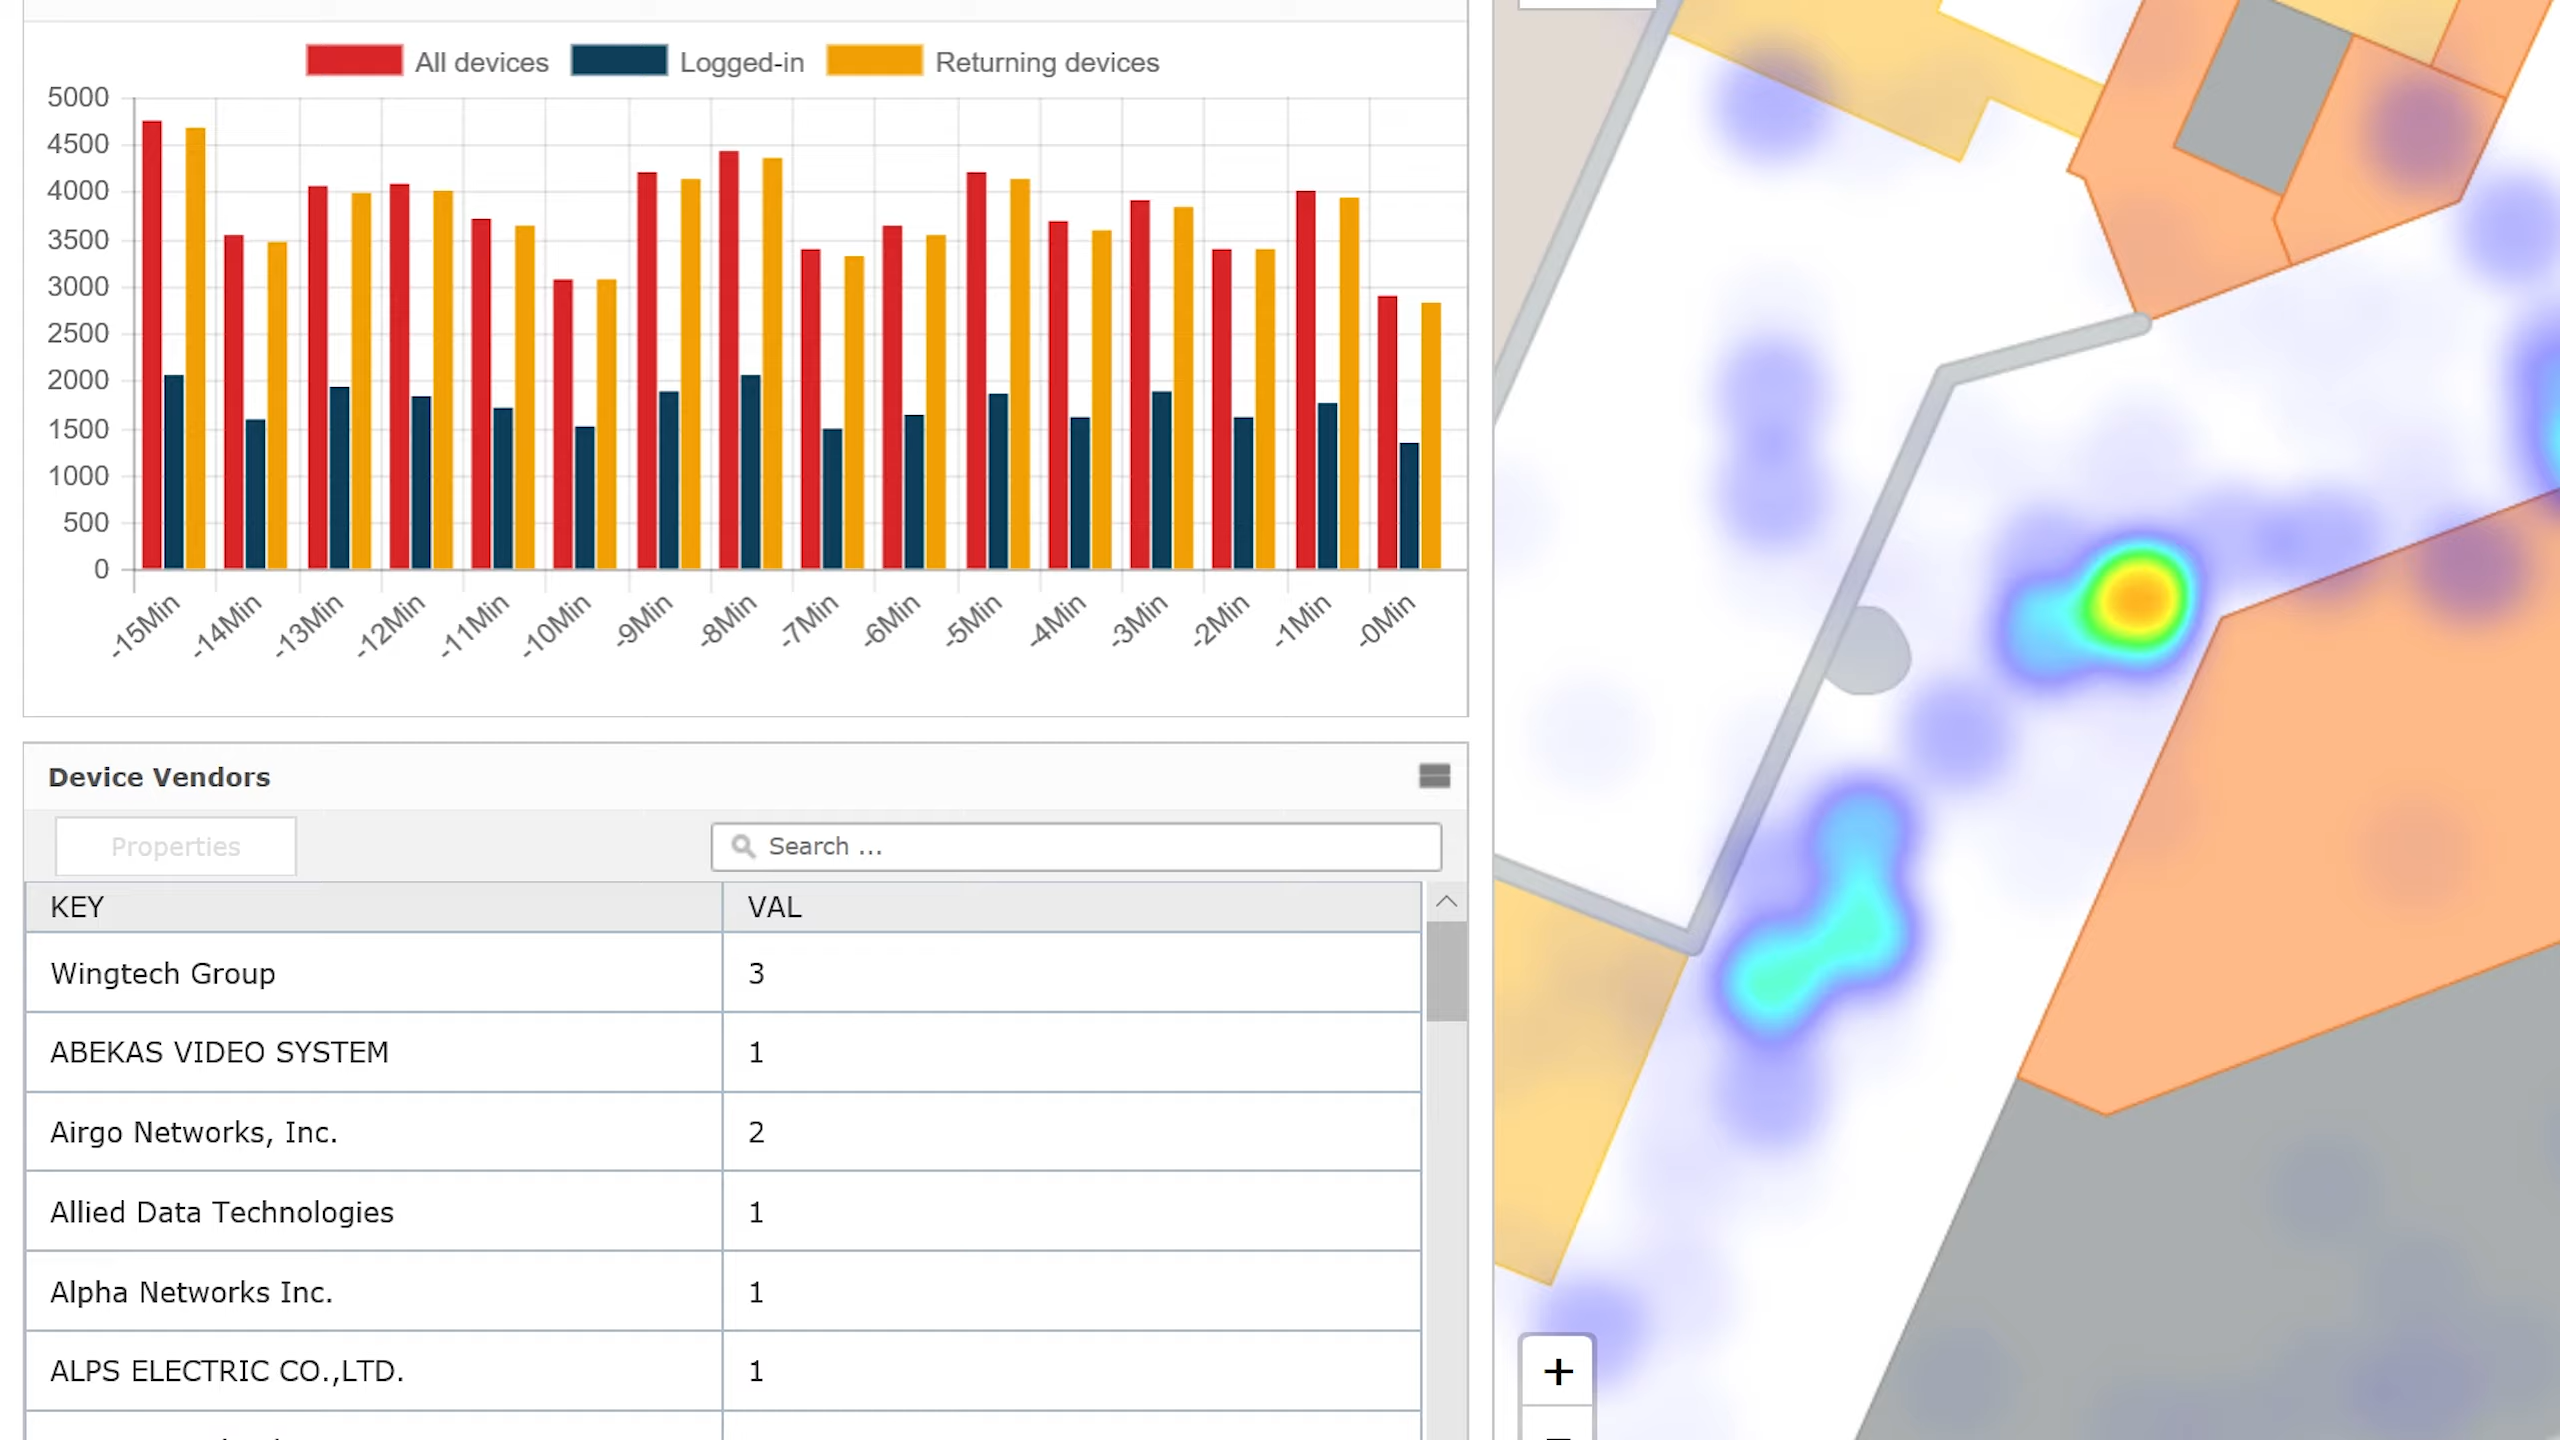 All devices Logged-in Returning devices
5000
4500
4000
3500
3000
2500
2000
1500
1000
500
0
-15Min -14Min -13Min -12Min -11Min -10Min -9Min -8Min -7Min -6Min -5Min -4Min -3Min -2Min -1Min -0Min
Device Vendors
Properties Search ...
KEY VAL
Wingtech Group 3
ABEKAS VIDEO SYSTEM 1
Airgo Networks, Inc. 2
Allied Data Technologies 1
Alpha Networks Inc. 1
ALPS ELECTRIC CO.,LTD. 1
+